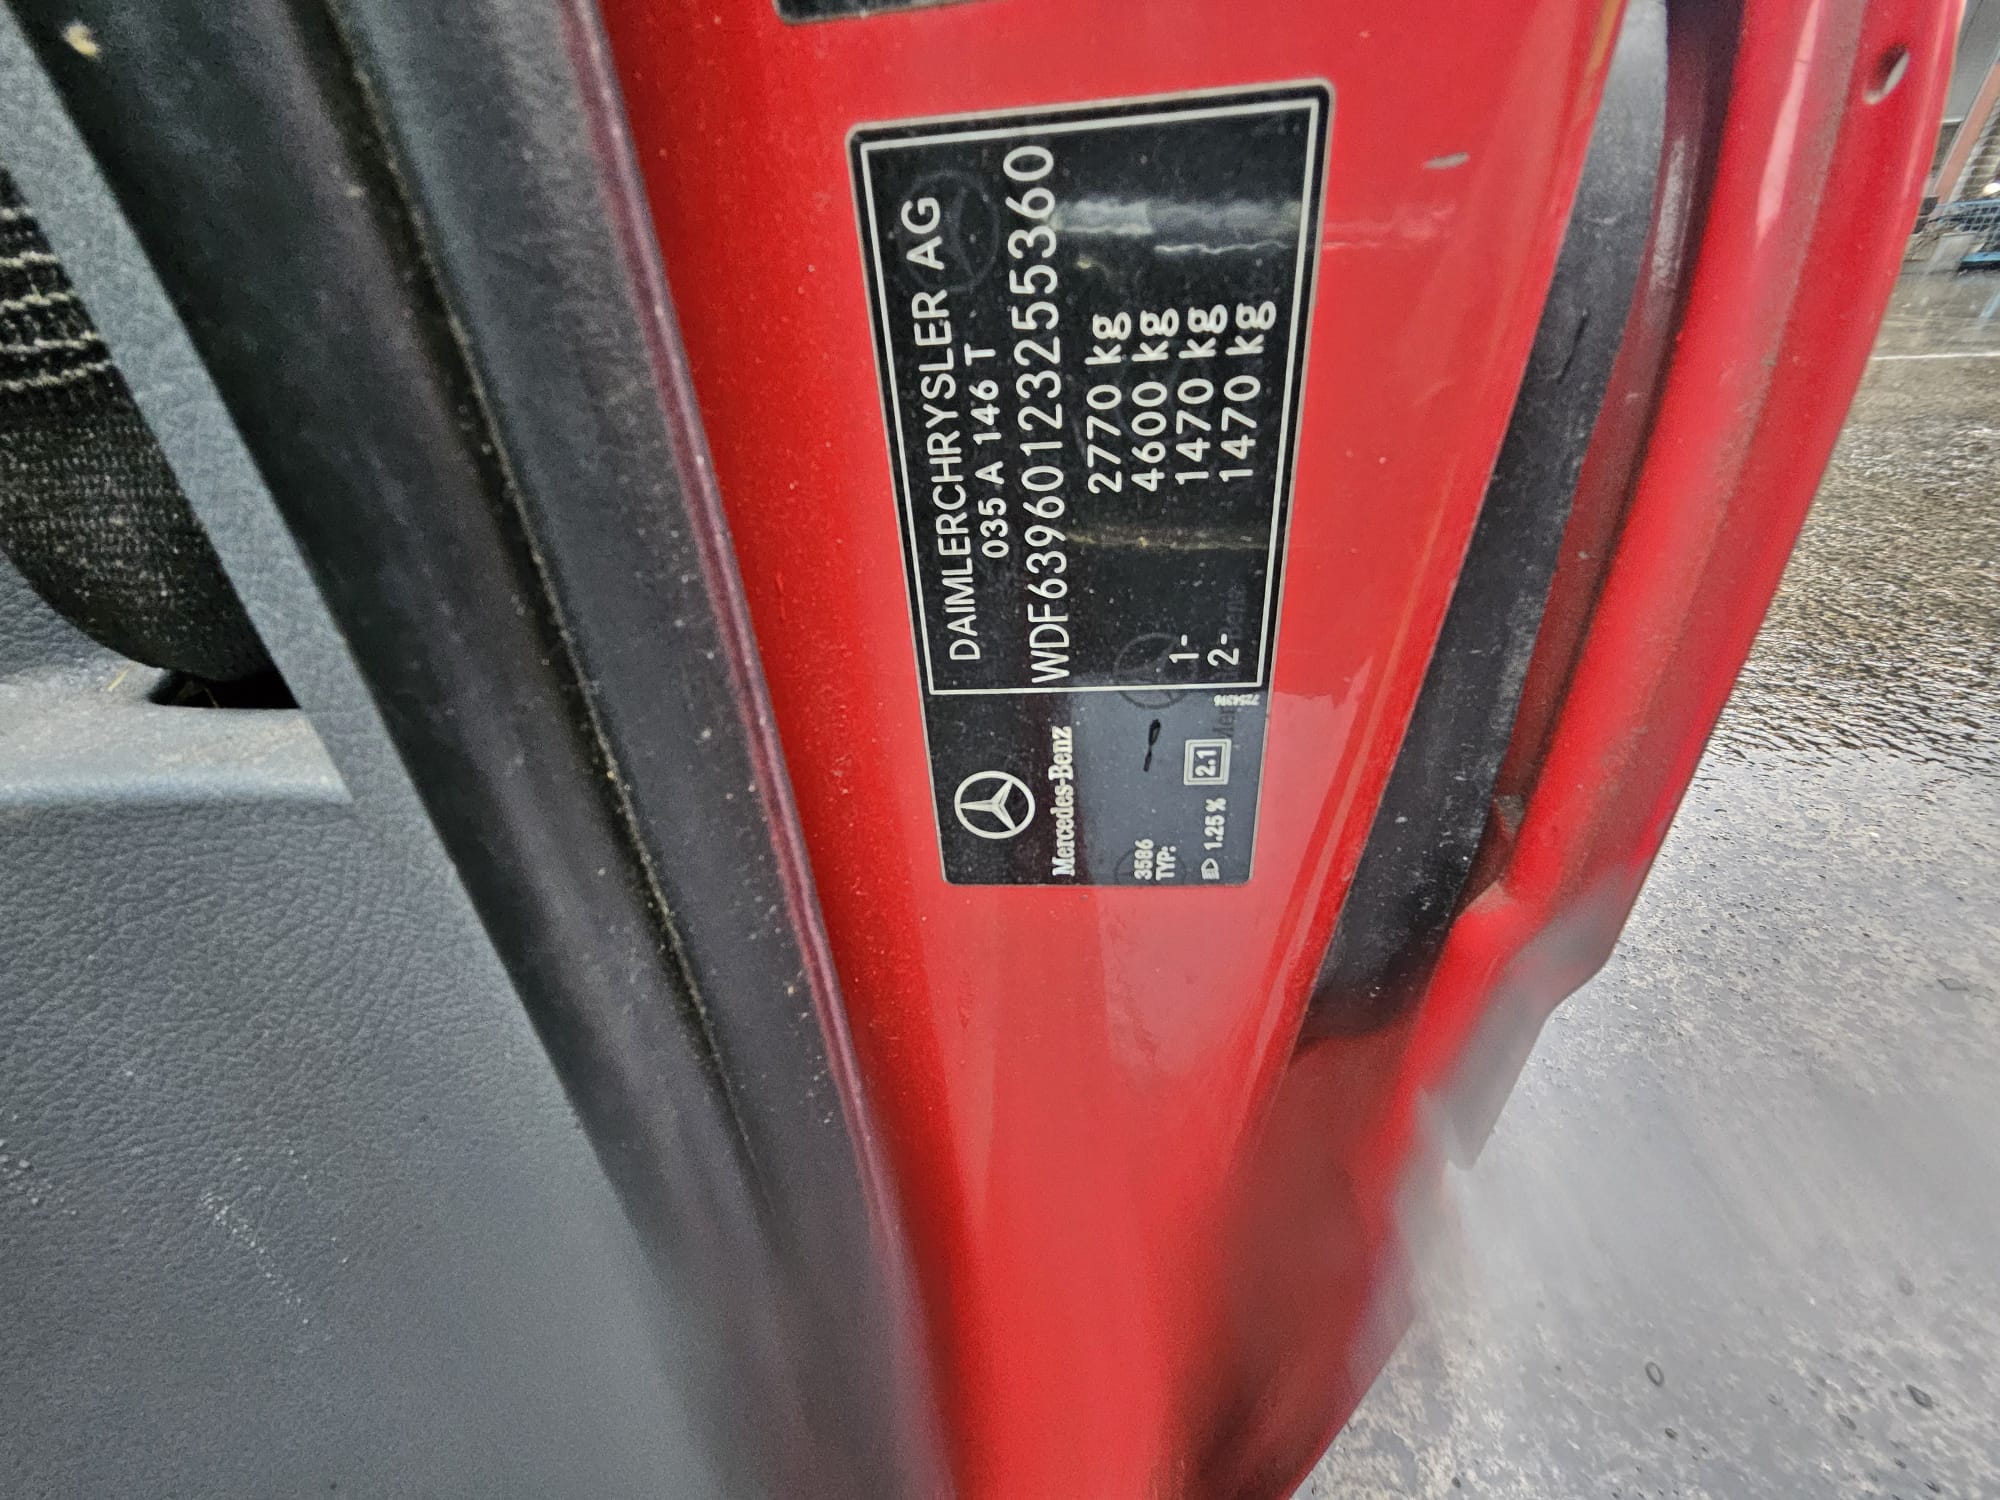 DAIMLERCHRYSLER AG
035 A 146 T
WDF63960123255360
2770 kg
4600 kg
1- 1470 kg
2- 1470 kg
Mercedes-Benz
3586
TYP:
1.25 % 2.1